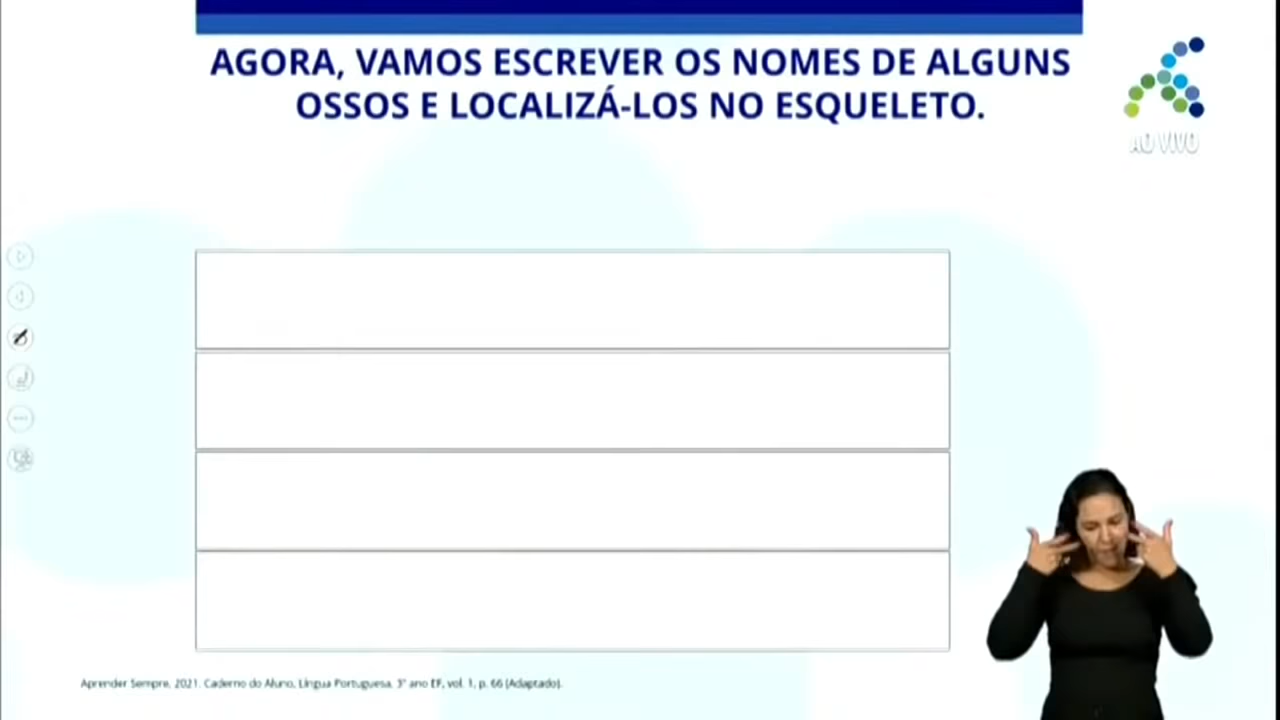 AGORA, VAMOS ESCREVER OS NOMES DE ALGUNS
OSSOS E LOCALIZÁ-LOS NO ESQUELETO.
AO VIVO
Aprender Sempre, 2021. Caderno do Aluno, Língua Portuguesa, 3º ano EF, vol. 1, p. 66 (Adaptado).